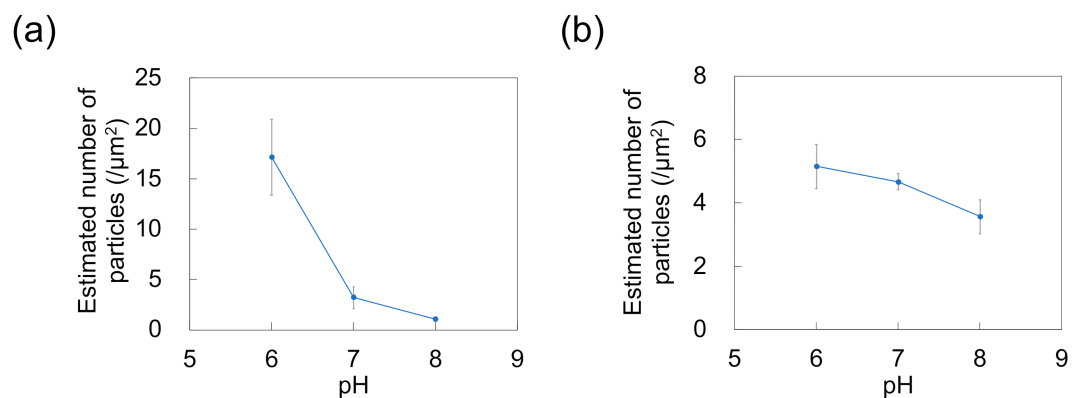 (a)
Estimated number of
particles (/μm²)
25
20
15
10
5
0
5 6 7 8 9
pH
(b)
Estimated number of
particles (/μm²)
8
6
4
2
0
5 6 7 8 9
pH